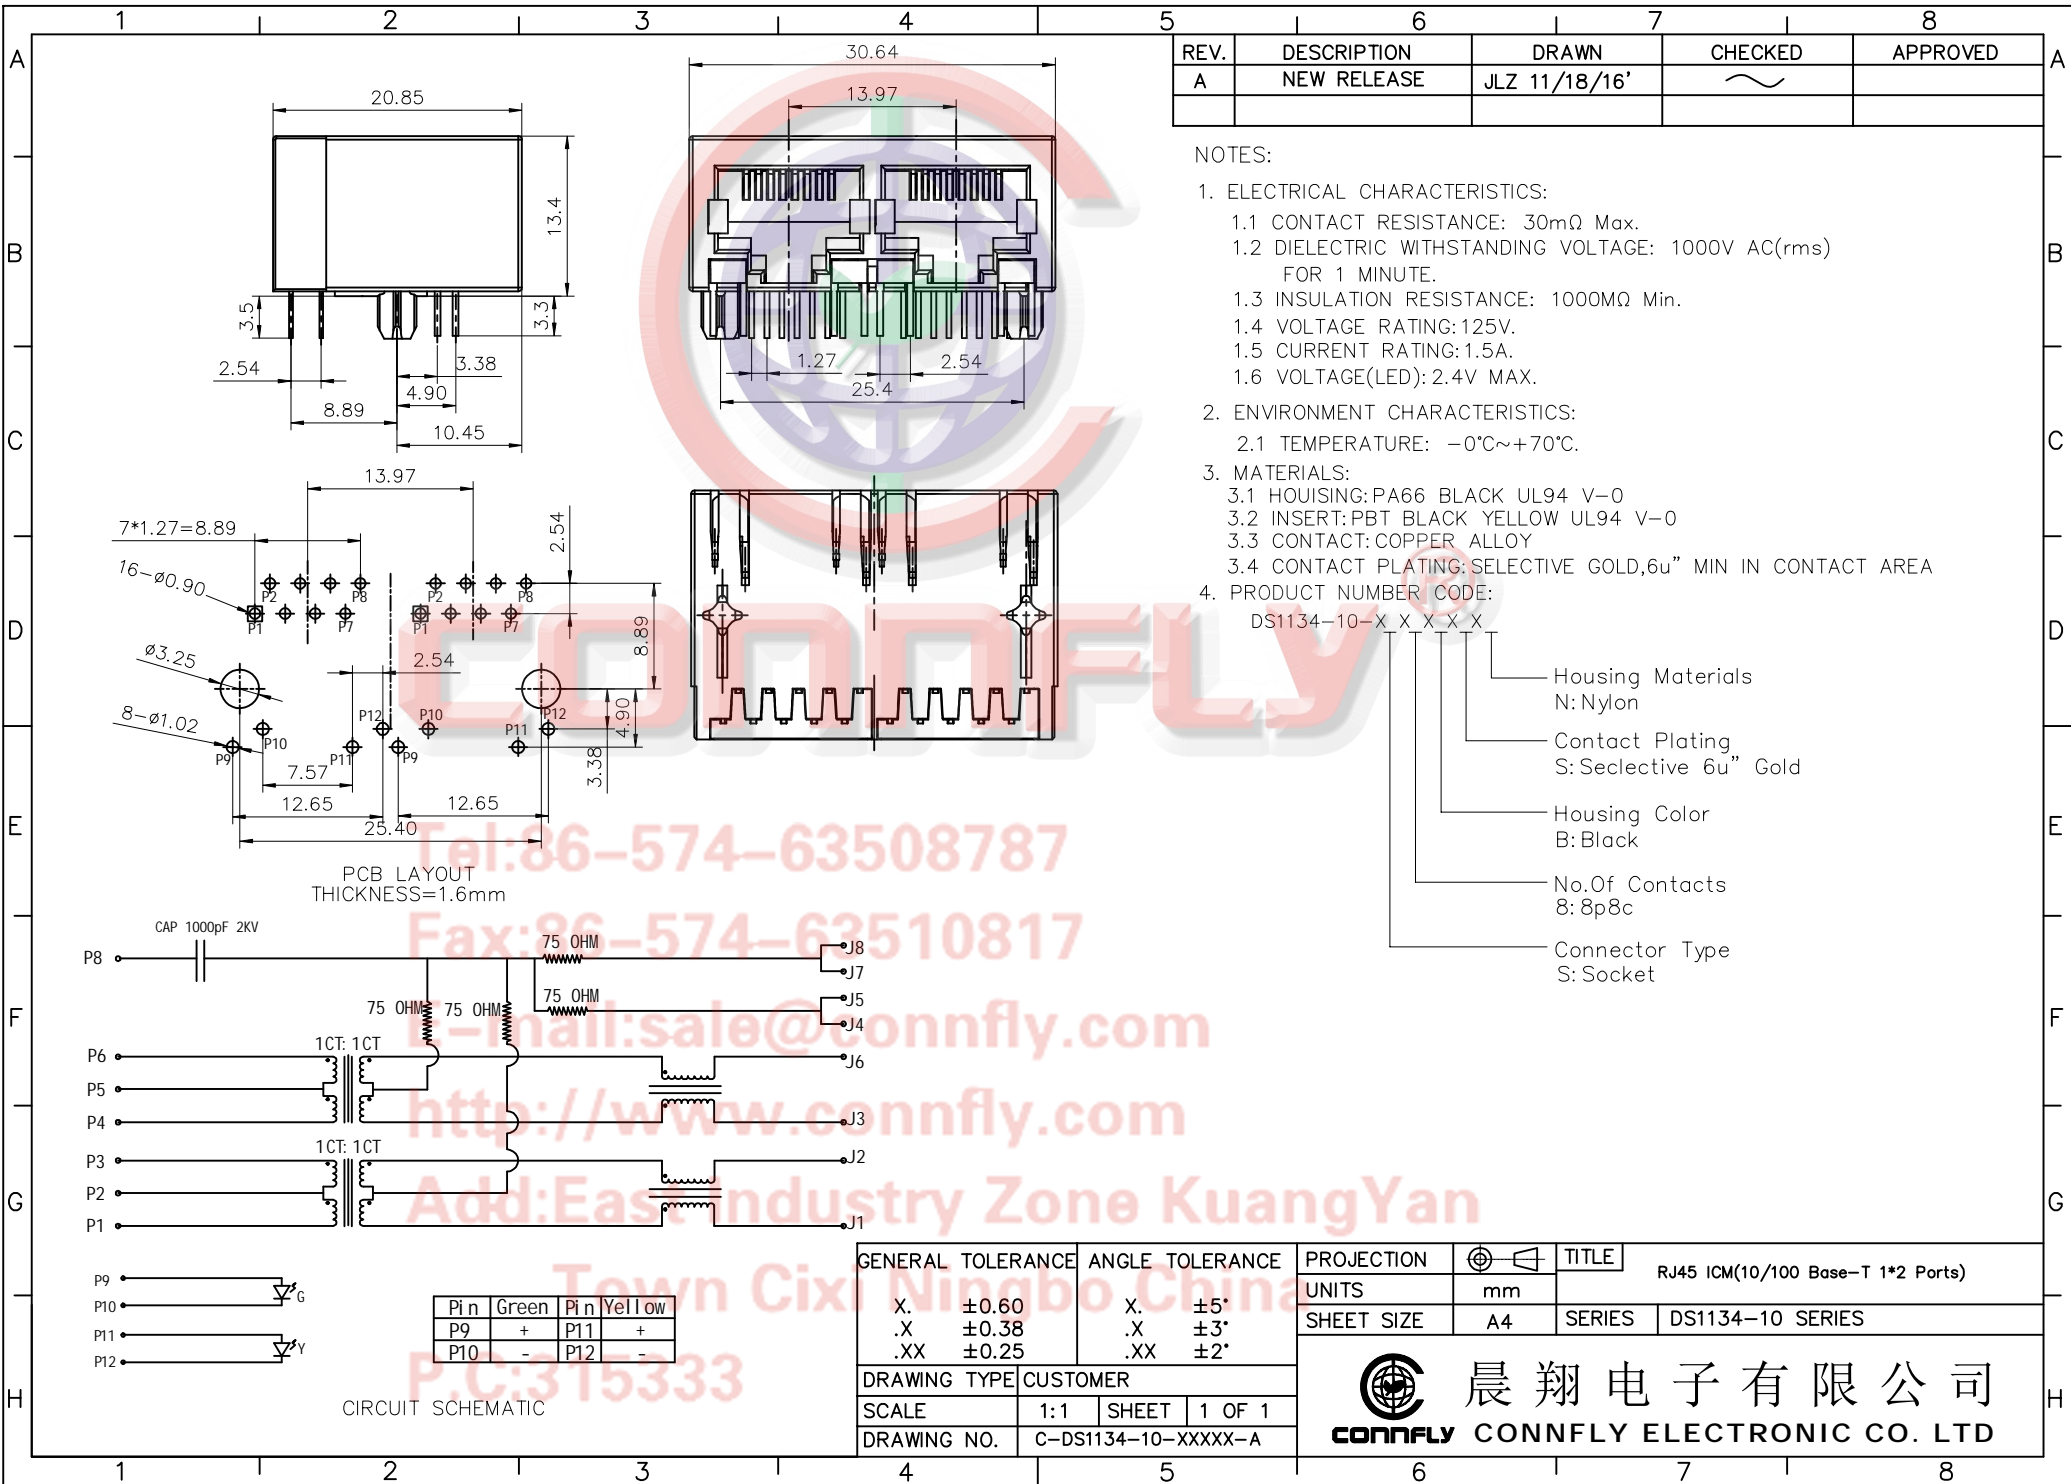 1 2 3 4 5 6 7 8
A
B
C
D
E
F
G
H
REV. DESCRIPTION DRAWN CHECKED APPROVED
A NEW RELEASE JLZ 11/18/16'
30.64
13.97
20.85
13.4
3.5
3.3
2.54
3.38
4.90
8.89
10.45
1.27
2.54
25.4
NOTES:
1. ELECTRICAL CHARACTERISTICS:
1.1 CONTACT RESISTANCE: 30mΩ Max.
1.2 DIELECTRIC WITHSTANDING VOLTAGE: 1000V AC(rms)
FOR 1 MINUTE.
1.3 INSULATION RESISTANCE: 1000MΩ Min.
1.4 VOLTAGE RATING:125V.
1.5 CURRENT RATING:1.5A.
1.6 VOLTAGE(LED):2.4V MAX.
2. ENVIRONMENT CHARACTERISTICS:
2.1 TEMPERATURE: -0°C~+70°C.
3. MATERIALS:
3.1 HOUISING:PA66 BLACK UL94 V-0
3.2 INSERT:PBT BLACK YELLOW UL94 V-0
3.3 CONTACT:COPPER ALLOY
3.4 CONTACT PLATING:SELECTIVE GOLD,6u" MIN IN CONTACT AREA
4. PRODUCT NUMBER CODE:
DS1134-10-X X X X X
Housing Materials
N:Nylon
Contact Plating
S:Seclective 6u" Gold
Housing Color
B:Black
No.Of Contacts
8:8p8c
Connector Type
S:Socket
13.97
7*1.27=8.89
2.54
16-ø0.90
P2 P8 P2 P8
P1 P7 P1 P7
8.89
ø3.25
2.54
8-ø1.02
P12 P10 P12
P10 P11
P9 P11 P9
4.90
3.38
7.57
12.65 12.65
25.40
PCB LAYOUT
THICKNESS=1.6mm
CONNFLY ®
Tel:86-574-63508787
Fax:86-574-63510817
E-mail:sale@connfly.com
http://www.connfly.com
Add:East Industry Zone KuangYan
Town Cixi Ningbo China
P.C:315333
CAP 1000pF 2KV
P8
75 OHM
J8
J7
75 OHM
J5
J4
75 OHM 75 OHM
1CT:1CT
P6
P5
P4
J6
J3
1CT:1CT
P3
P2
P1
J2
J1
P9
P10
G
P11
P12
Y
Pin Green Pin Yellow
P9 + P11 +
P10 - P12 -
CIRCUIT SCHEMATIC
GENERAL TOLERANCE ANGLE TOLERANCE
X. ±0.60 X. ±5°
.X ±0.38 .X ±3°
.XX ±0.25 .XX ±2°
DRAWING TYPE CUSTOMER
SCALE 1:1 SHEET 1 OF 1
DRAWING NO. C-DS1134-10-XXXXX-A
PROJECTION TITLE RJ45 ICM(10/100 Base-T 1*2 Ports)
UNITS mm
SHEET SIZE A4 SERIES DS1134-10 SERIES
晨翔电子有限公司
CONNFLY CONNFLY ELECTRONIC CO. LTD
1 2 3 4 5 6 7 8
A
B
C
D
E
F
G
H